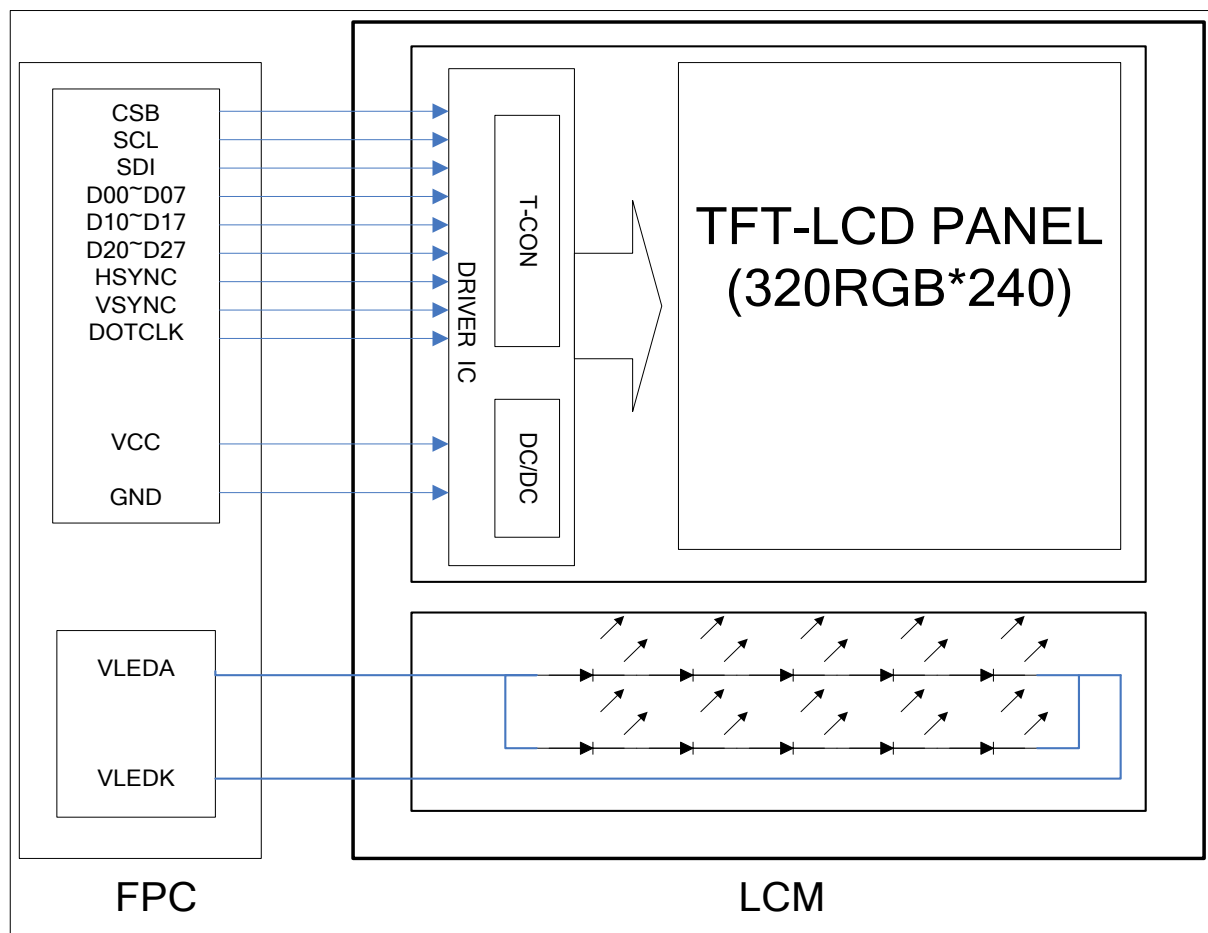 CSB
SCL
SDI
D00~D07
D10~D17
D20~D27
HSYNC
VSYNC
DOTCLK
VCC
GND
DRIVER IC
T-CON
DC/DC
TFT-LCD PANEL
(320RGB*240)
VLEDA
VLEDK
FPC
LCM